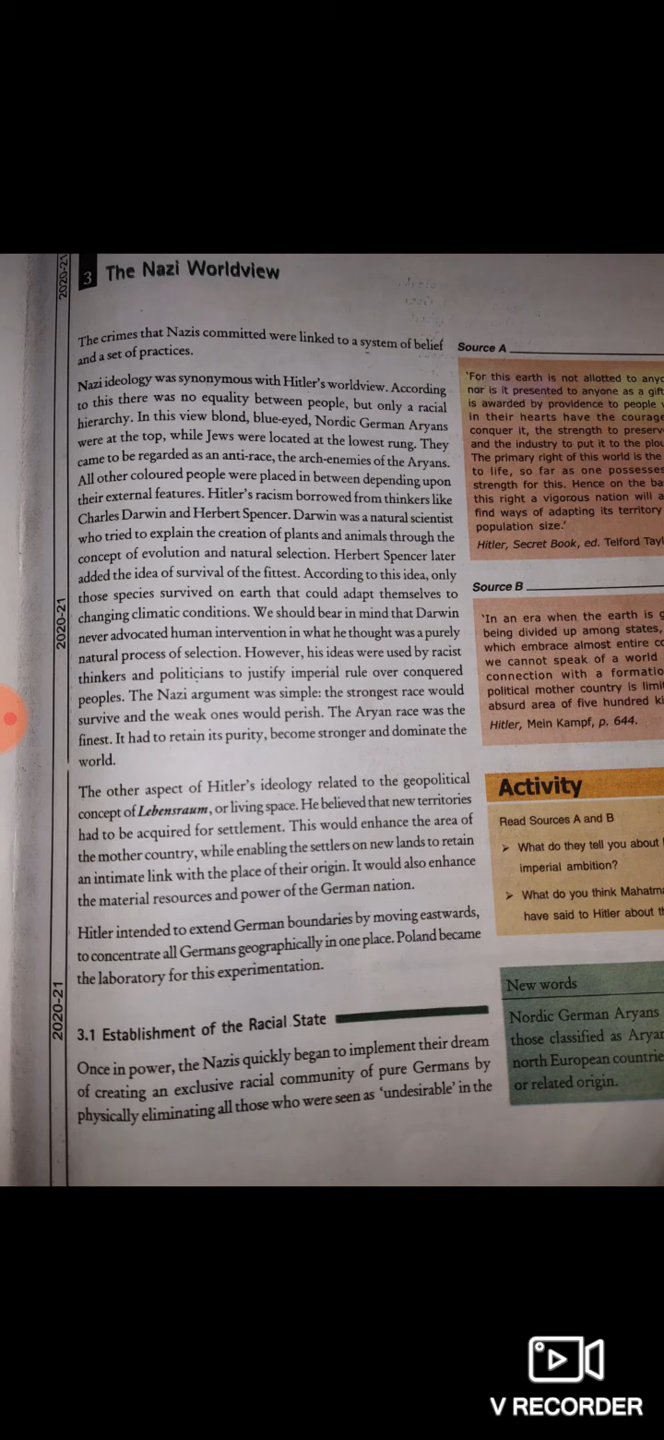 2020-21
3 The Nazi Worldview
The crimes that Nazis committed were linked to a system of belief
and a set of practices.
Nazi ideology was synonymous with Hitler's worldview. According
to this there was no equality between people, but only a racial
hierarchy. In this view blond, blue-eyed, Nordic German Aryans
were at the top, while Jews were located at the lowest rung. They
came to be regarded as an anti-race, the arch-enemies of the Aryans.
All other coloured people were placed in between depending upon
their external features. Hitler's racism borrowed from thinkers like
Charles Darwin and Herbert Spencer. Darwin was a natural scientist
who tried to explain the creation of plants and animals through the
concept of evolution and natural selection. Herbert Spencer later
added the idea of survival of the fittest. According to this idea, only
those species survived on earth that could adapt themselves to
changing climatic conditions. We should bear in mind that Darwin
never advocated human intervention in what he thought was a purely
natural process of selection. However, his ideas were used by racist
thinkers and politicians to justify imperial rule over conquered
peoples. The Nazi argument was simple: the strongest race would
survive and the weak ones would perish. The Aryan race was the
finest. It had to retain its purity, become stronger and dominate the
world.
The other aspect of Hitler's ideology related to the geopolitical
concept of Lebensraum, or living space. He believed that new territories
had to be acquired for settlement. This would enhance the area of
the mother country, while enabling the settlers on new lands to retain
an intimate link with the place of their origin. It would also enhance
the material resources and power of the German nation.
Hitler intended to extend German boundaries by moving eastwards,
to concentrate all Germans geographically in one place. Poland became
the laboratory for this experimentation.
3.1 Establishment of the Racial State
Once in power, the Nazis quickly began to implement their dream
of creating an exclusive racial community of pure Germans by
physically eliminating all those who were seen as 'undesirable' in the
2020-21
2020-21
Source A
'For this earth is not allotted to anyo
nor is it presented to anyone as a gift
is awarded by providence to people
in their hearts have the courage
conquer it, the strength to preserv
and the industry to put it to the plou
The primary right of this world is the
to life, so far as one possesses
strength for this. Hence on the ba
this right a vigorous nation will a
find ways of adapting its territory
population size.'
Hitler, Secret Book, ed. Telford Tayl
Source B
'In an era when the earth is g
being divided up among states,
which embrace almost entire co
we cannot speak of a world
connection with a formatio
political mother country is limi
absurd area of five hundred ki
Hitler, Mein Kampf, p. 644.
Activity
Read Sources A and B
➤ What do they tell you about
imperial ambition?
➤ What do you think Mahatma
have said to Hitler about th
New words
Nordic German Aryans
those classified as Aryan
north European countrie
or related origin.
V RECORDER